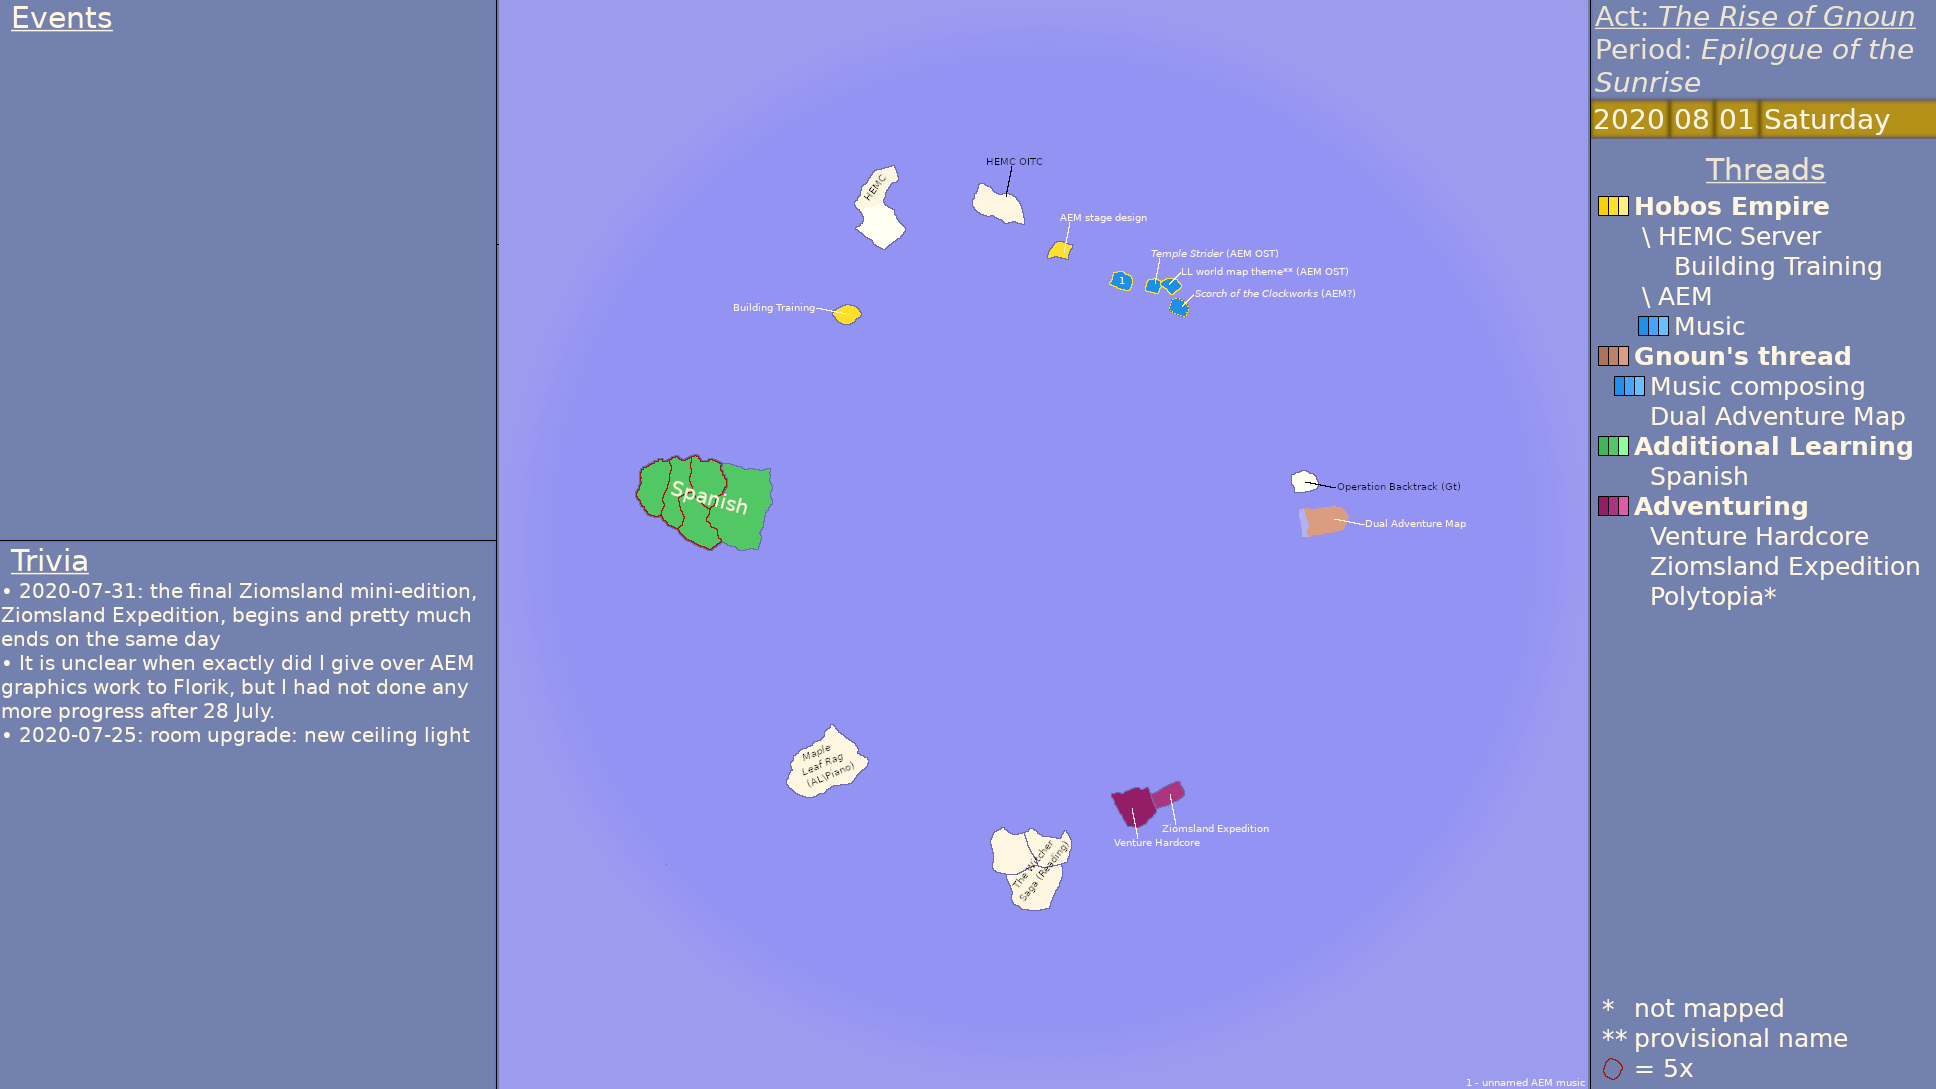 Events
Trivia
• 2020-07-31: the final Ziomsland mini-edition,
Ziomsland Expedition, begins and pretty much
ends on the same day
• It is unclear when exactly did I give over AEM
graphics work to Florik, but I had not done any
more progress after 28 July.
• 2020-07-25: room upgrade: new ceiling light
HEMC
HEMC OITC
AEM stage design
Temple Strider (AEM OST)
1
LL world map theme** (AEM OST)
Scorch of the Clockworks (AEM?)
Building Training
Spanish
Operation Backtrack (Gt)
Dual Adventure Map
Maple
Leaf Rag
(AL\Piano)
Ziomsland Expedition
Venture Hardcore
The Witcher
Saga (Reading)
1 - unnamed AEM music
Act: The Rise of Gnoun
Period: Epilogue of the
Sunrise
2020 08 01 Saturday
Threads
Hobos Empire
\ HEMC Server
Building Training
\ AEM
Music
Gnoun's thread
Music composing
Dual Adventure Map
Additional Learning
Spanish
Adventuring
Venture Hardcore
Ziomsland Expedition
Polytopia*
* not mapped
** provisional name
= 5x